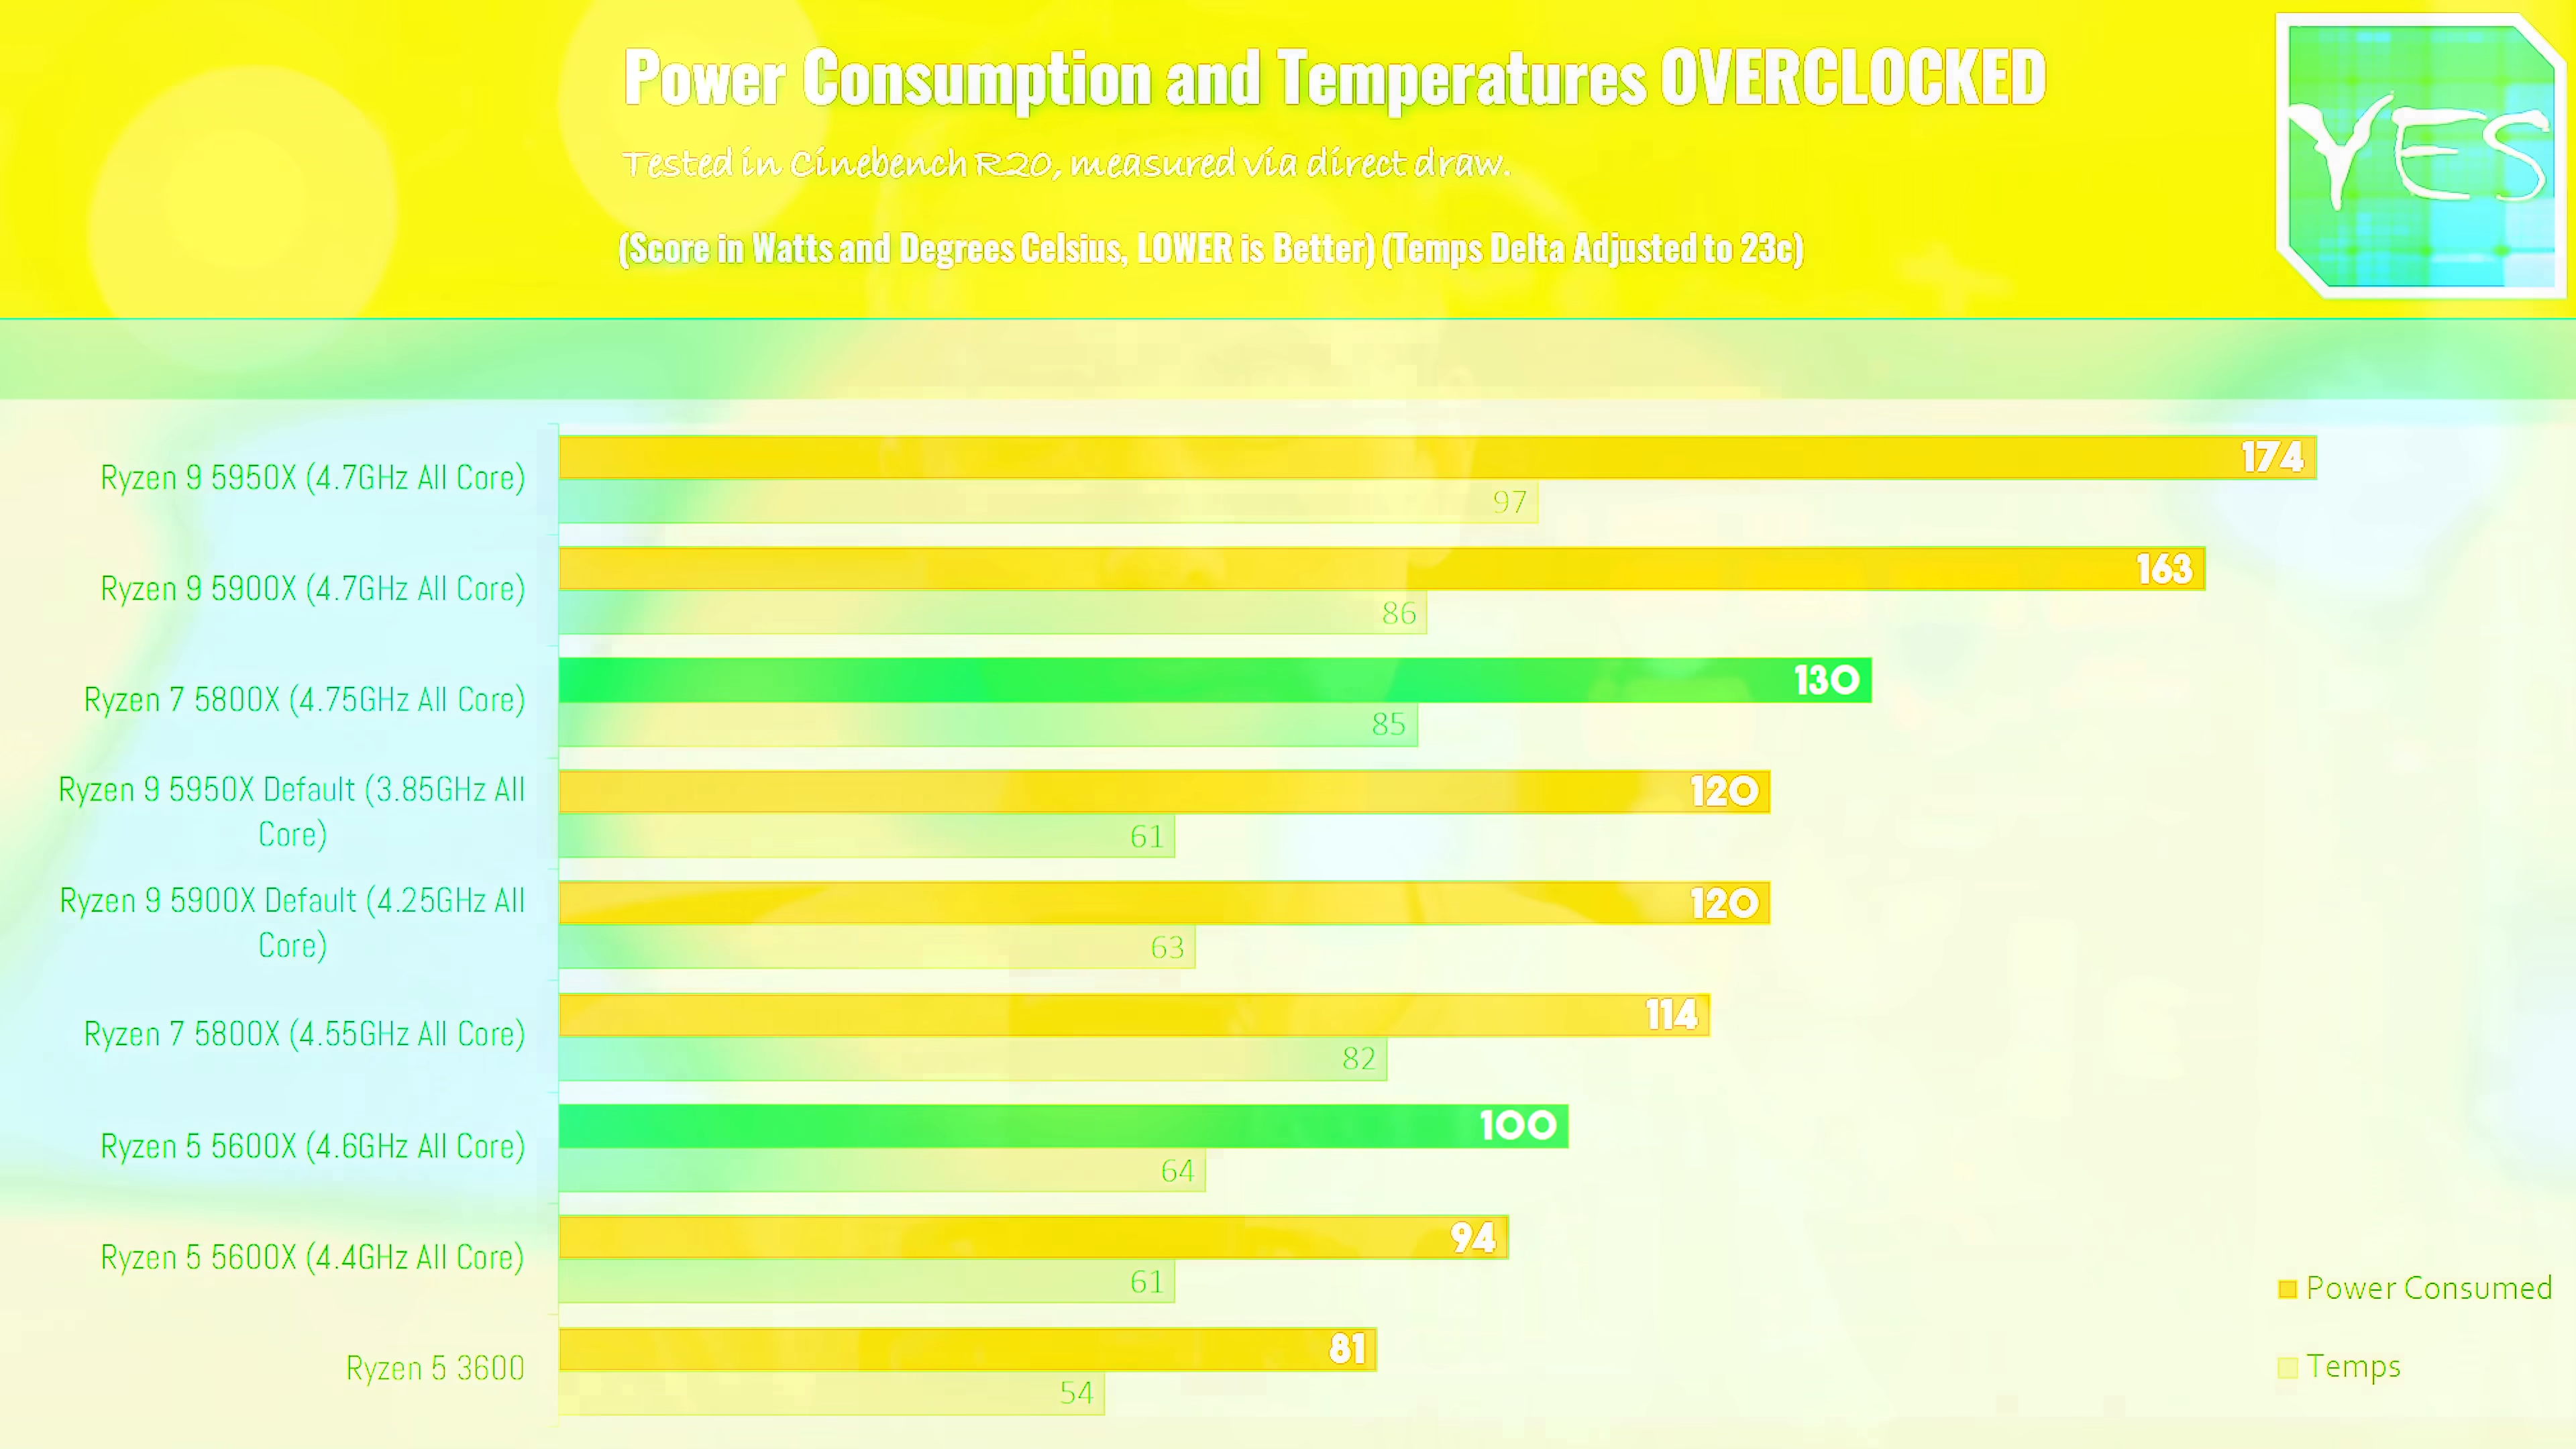 Power Consumption and Temperatures OVERCLOCKED
YES
Tested in Cinebench R20, measured via direct draw.
(Score in Watts and Degrees Celsius, LOWER is Better) (Temps Delta Adjusted to 23c)
Ryzen 9 5950X (4.7GHz All Core)
174
97
Ryzen 9 5900X (4.7GHz All Core)
163
86
Ryzen 7 5800X (4.75GHz All Core)
130
85
Ryzen 9 5950X Default (3.85GHz All
Core)
120
61
Ryzen 9 5900X Default (4.25GHz All
Core)
120
63
Ryzen 7 5800X (4.55GHz All Core)
114
82
Ryzen 5 5600X (4.6GHz All Core)
100
64
Ryzen 5 5600X (4.4GHz All Core)
94
61
Ryzen 5 3600
81
54
Power Consumed
Temps